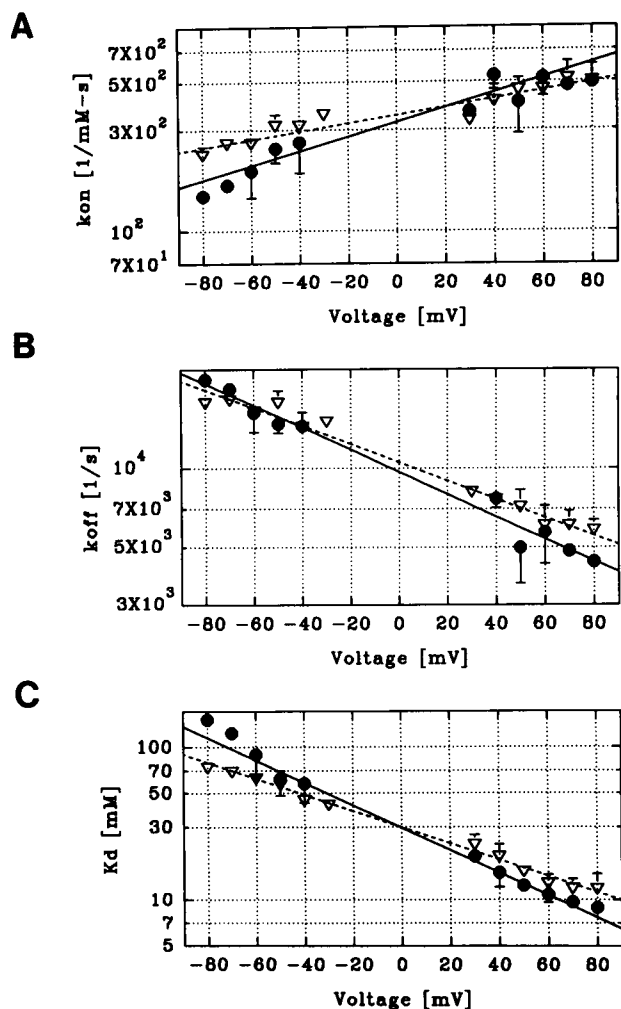 A
7X10²
5X10²
3X10²
10²
7X10¹
kon [1/mM-s]
-80 -60 -40 -20 0 20 40 60 80
Voltage [mV]
B
10⁴
7X10³
5X10³
3X10³
koff [1/s]
-80 -60 -40 -20 0 20 40 60 80
Voltage [mV]
C
100
70
50
30
10
7
5
Kd [mM]
-80 -60 -40 -20 0 20 40 60 80
Voltage [mV]